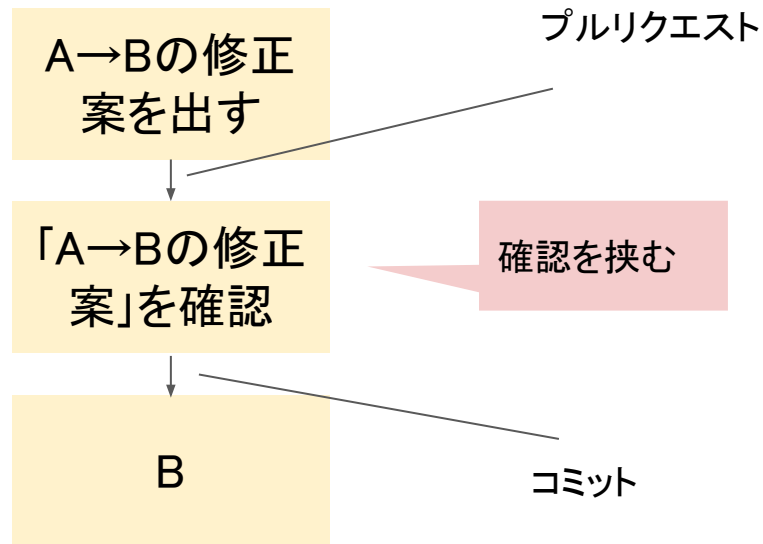 プルリクエスト
A→Bの修正
案を出す
「A→Bの修正
案」を確認
確認を挟む
B
コミット